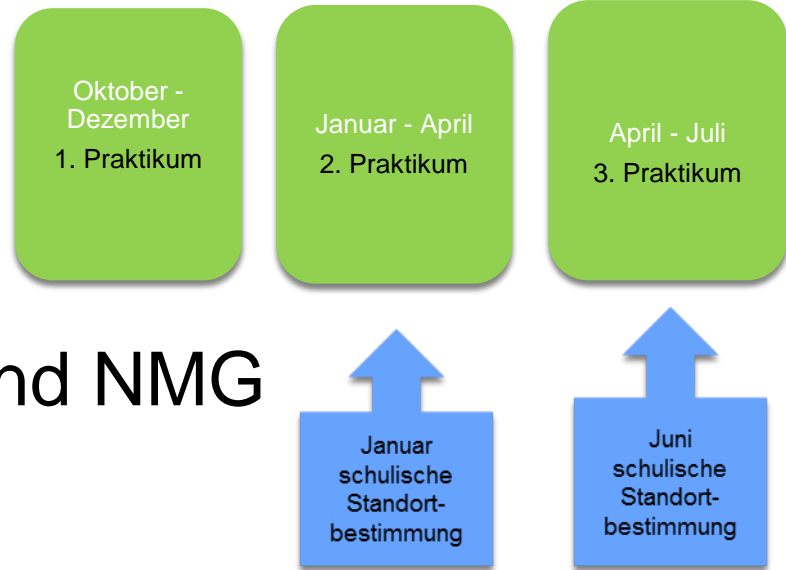 Oktober -
Dezember
1. Praktikum
Januar - April
2. Praktikum
April - Juli
3. Praktikum
nd NMG
Januar
schulische
Standort-
bestimmung
Juni
schulische
Standort-
bestimmung